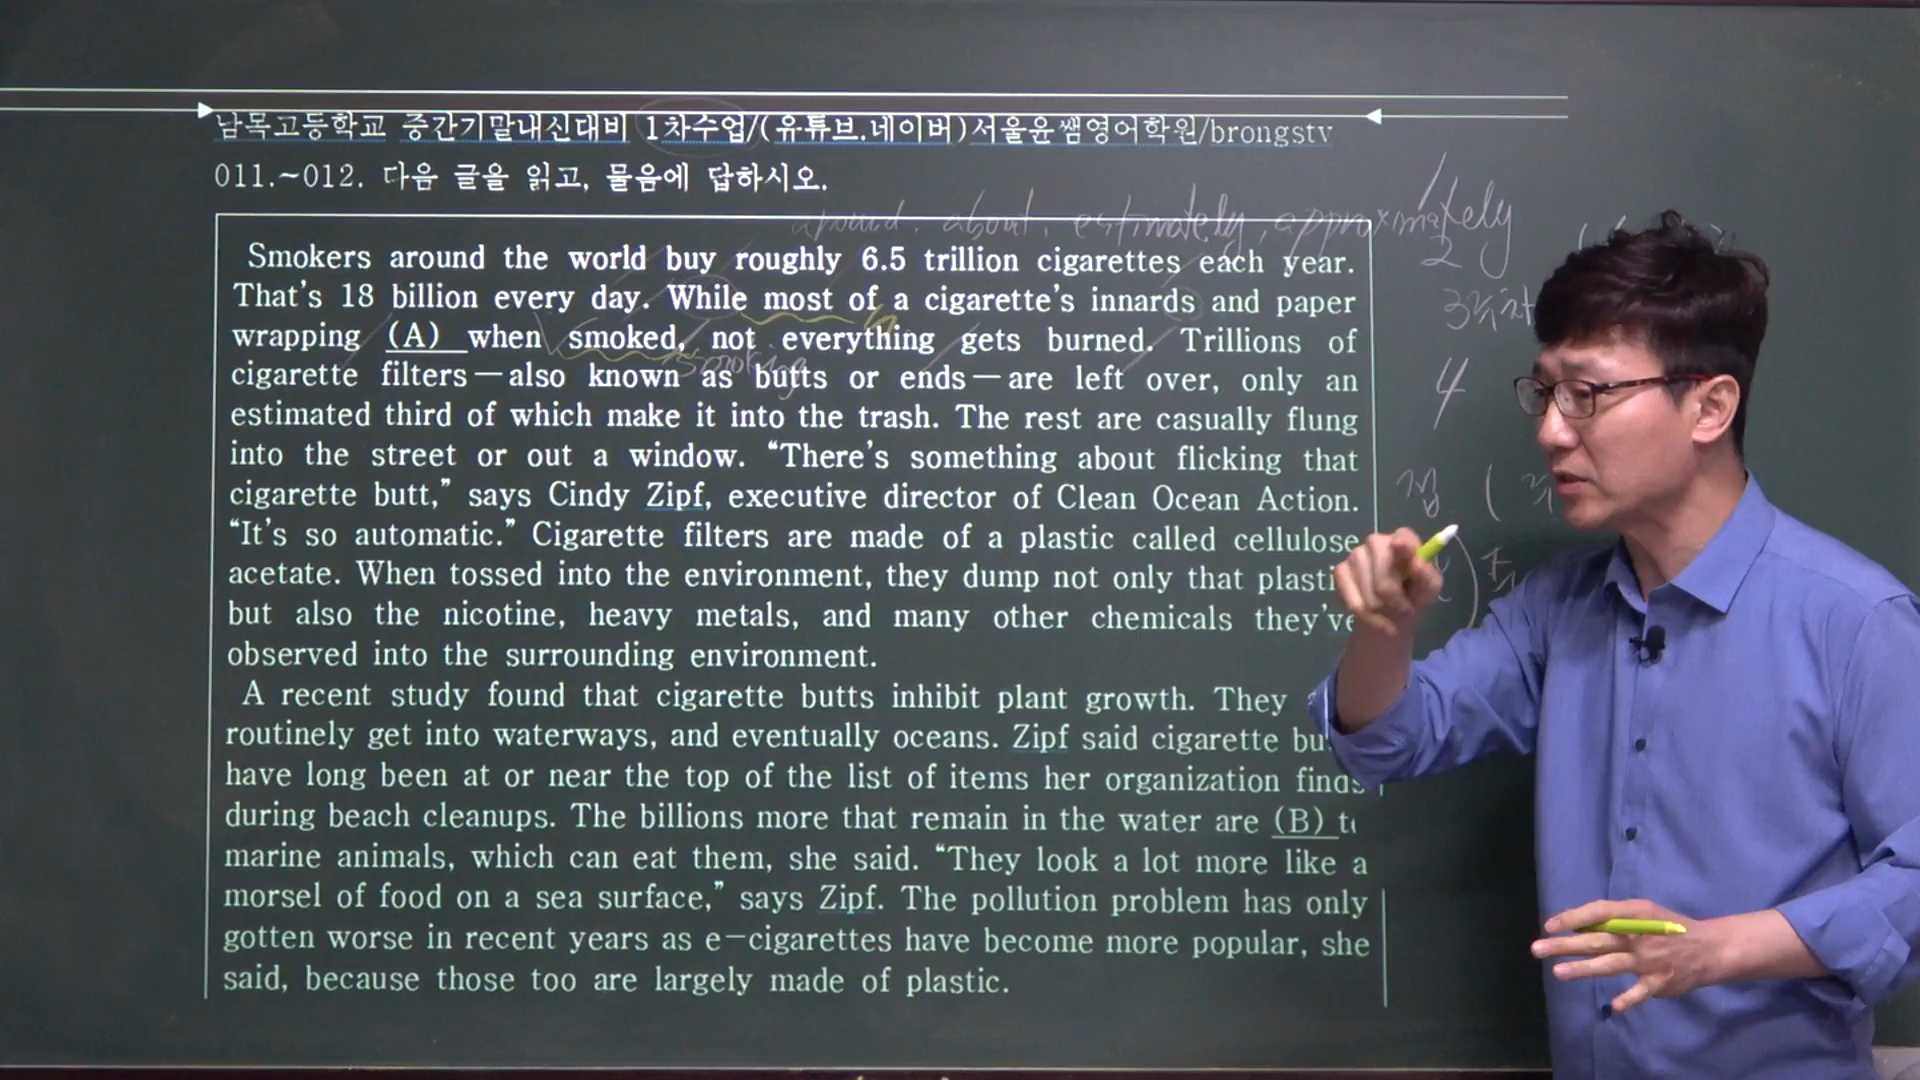 남목고등학교 중간기말내신대비 1차수업/(유튜브.네이버)서울윤쌤영어학원/brongstv
011.~012. 다음 글을 읽고, 물음에 답하시오.
around. about. estimately, approximately
Smokers around the world buy roughly 6.5 trillion cigarettes each year.
2
That's 18 billion every day. While most of a cigarette's innards and paper
wrapping (A) when smoked, not everything gets burned. Trillions of
smoking
cigarette filters—also known as butts or ends—are left over, only an
4
estimated third of which make it into the trash. The rest are casually flung
into the street or out a window. “There's something about flicking that
cigarette butt,” says Cindy Zipf, executive director of Clean Ocean Action.
“It's so automatic.” Cigarette filters are made of a plastic called cellulose
acetate. When tossed into the environment, they dump not only that plasti
but also the nicotine, heavy metals, and many other chemicals they've
observed into the surrounding environment.
A recent study found that cigarette butts inhibit plant growth. They
routinely get into waterways, and eventually oceans. Zipf said cigarette bu
have long been at or near the top of the list of items her organization finds
during beach cleanups. The billions more that remain in the water are (B) t
marine animals, which can eat them, she said. “They look a lot more like a
morsel of food on a sea surface,” says Zipf. The pollution problem has only
gotten worse in recent years as e-cigarettes have become more popular, she
said, because those too are largely made of plastic.